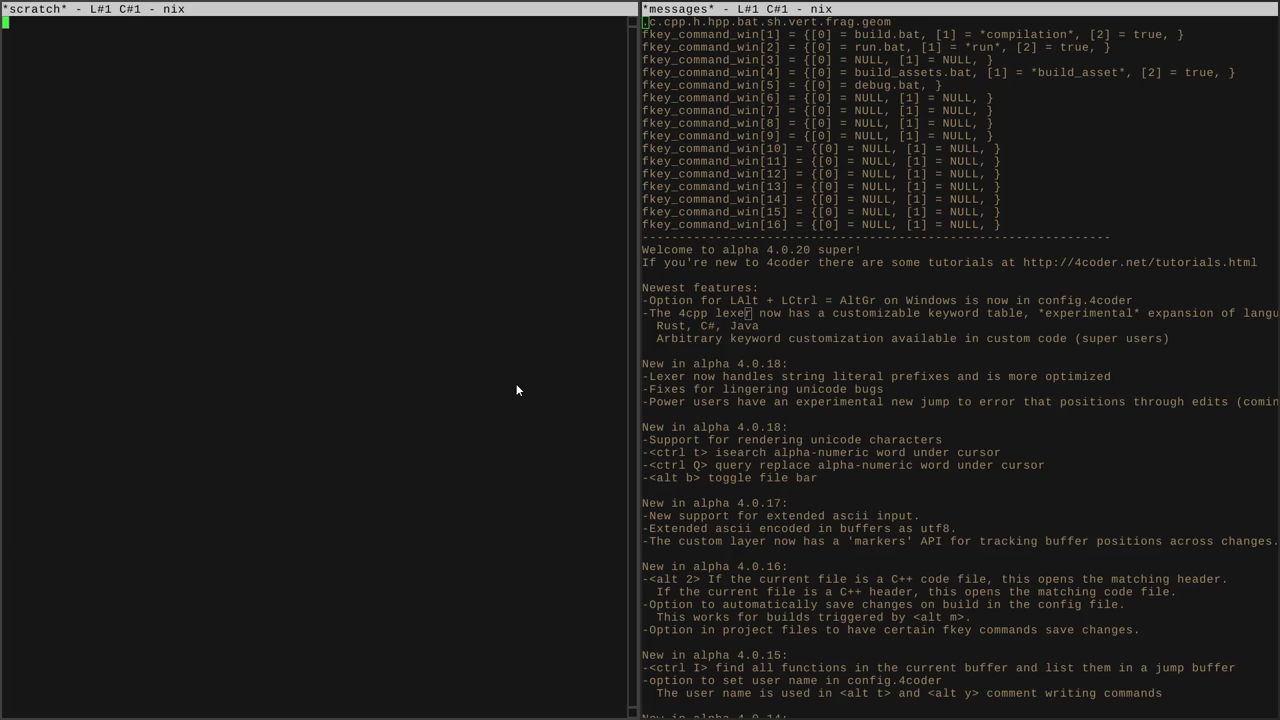 *scratch* - L#1 C#1 - nix
*messages* - L#1 C#1 - nix
.c.cpp.h.hpp.bat.sh.vert.frag.geom
fkey_command_win[1] = {[0] = build.bat, [1] = *compilation*, [2] = true, }
fkey_command_win[2] = {[0] = run.bat, [1] = *run*, [2] = true, }
fkey_command_win[3] = {[0] = NULL, [1] = NULL, }
fkey_command_win[4] = {[0] = build_assets.bat, [1] = *build_asset*, [2] = true, }
fkey_command_win[5] = {[0] = debug.bat, }
fkey_command_win[6] = {[0] = NULL, [1] = NULL, }
fkey_command_win[7] = {[0] = NULL, [1] = NULL, }
fkey_command_win[8] = {[0] = NULL, [1] = NULL, }
fkey_command_win[9] = {[0] = NULL, [1] = NULL, }
fkey_command_win[10] = {[0] = NULL, [1] = NULL, }
fkey_command_win[11] = {[0] = NULL, [1] = NULL, }
fkey_command_win[12] = {[0] = NULL, [1] = NULL, }
fkey_command_win[13] = {[0] = NULL, [1] = NULL, }
fkey_command_win[14] = {[0] = NULL, [1] = NULL, }
fkey_command_win[15] = {[0] = NULL, [1] = NULL, }
fkey_command_win[16] = {[0] = NULL, [1] = NULL, }
----------------------------------------------------------------
Welcome to alpha 4.0.20 super!
If you're new to 4coder there are some tutorials at http://4coder.net/tutorials.html
Newest features:
-Option for LAlt + LCtrl = AltGr on Windows is now in config.4coder
-The 4cpp lexer now has a customizable keyword table, *experimental* expansion of langu
Rust, C#, Java
Arbitrary keyword customization available in custom code (super users)
New in alpha 4.0.18:
-Lexer now handles string literal prefixes and is more optimized
-Fixes for lingering unicode bugs
-Power users have an experimental new jump to error that positions through edits (comin
New in alpha 4.0.18:
-Support for rendering unicode characters
-<ctrl t> isearch alpha-numeric word under cursor
-<ctrl Q> query replace alpha-numeric word under cursor
-<alt b> toggle file bar
New in alpha 4.0.17:
-New support for extended ascii input.
-Extended ascii encoded in buffers as utf8.
-The custom layer now has a 'markers' API for tracking buffer positions across changes.
New in alpha 4.0.16:
-<alt 2> If the current file is a C++ code file, this opens the matching header.
If the current file is a C++ header, this opens the matching code file.
-Option to automatically save changes on build in the config file.
This works for builds triggered by <alt m>.
-Option in project files to have certain fkey commands save changes.
New in alpha 4.0.15:
-<ctrl I> find all functions in the current buffer and list them in a jump buffer
-option to set user name in config.4coder
The user name is used in <alt t> and <alt y> comment writing commands
New in alpha 4.0.14: